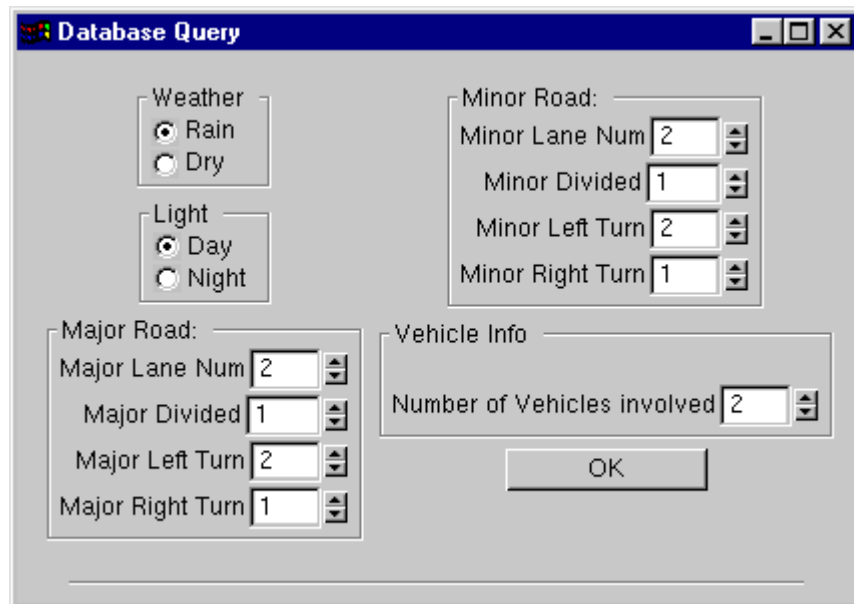 Database Query
Weather
Rain
Dry
Light
Day
Night
Major Road:
Major Lane Num 2
Major Divided 1
Major Left Turn 2
Major Right Turn 1
Minor Road:
Minor Lane Num 2
Minor Divided 1
Minor Left Turn 2
Minor Right Turn 1
Vehicle Info
Number of Vehicles involved 2
OK